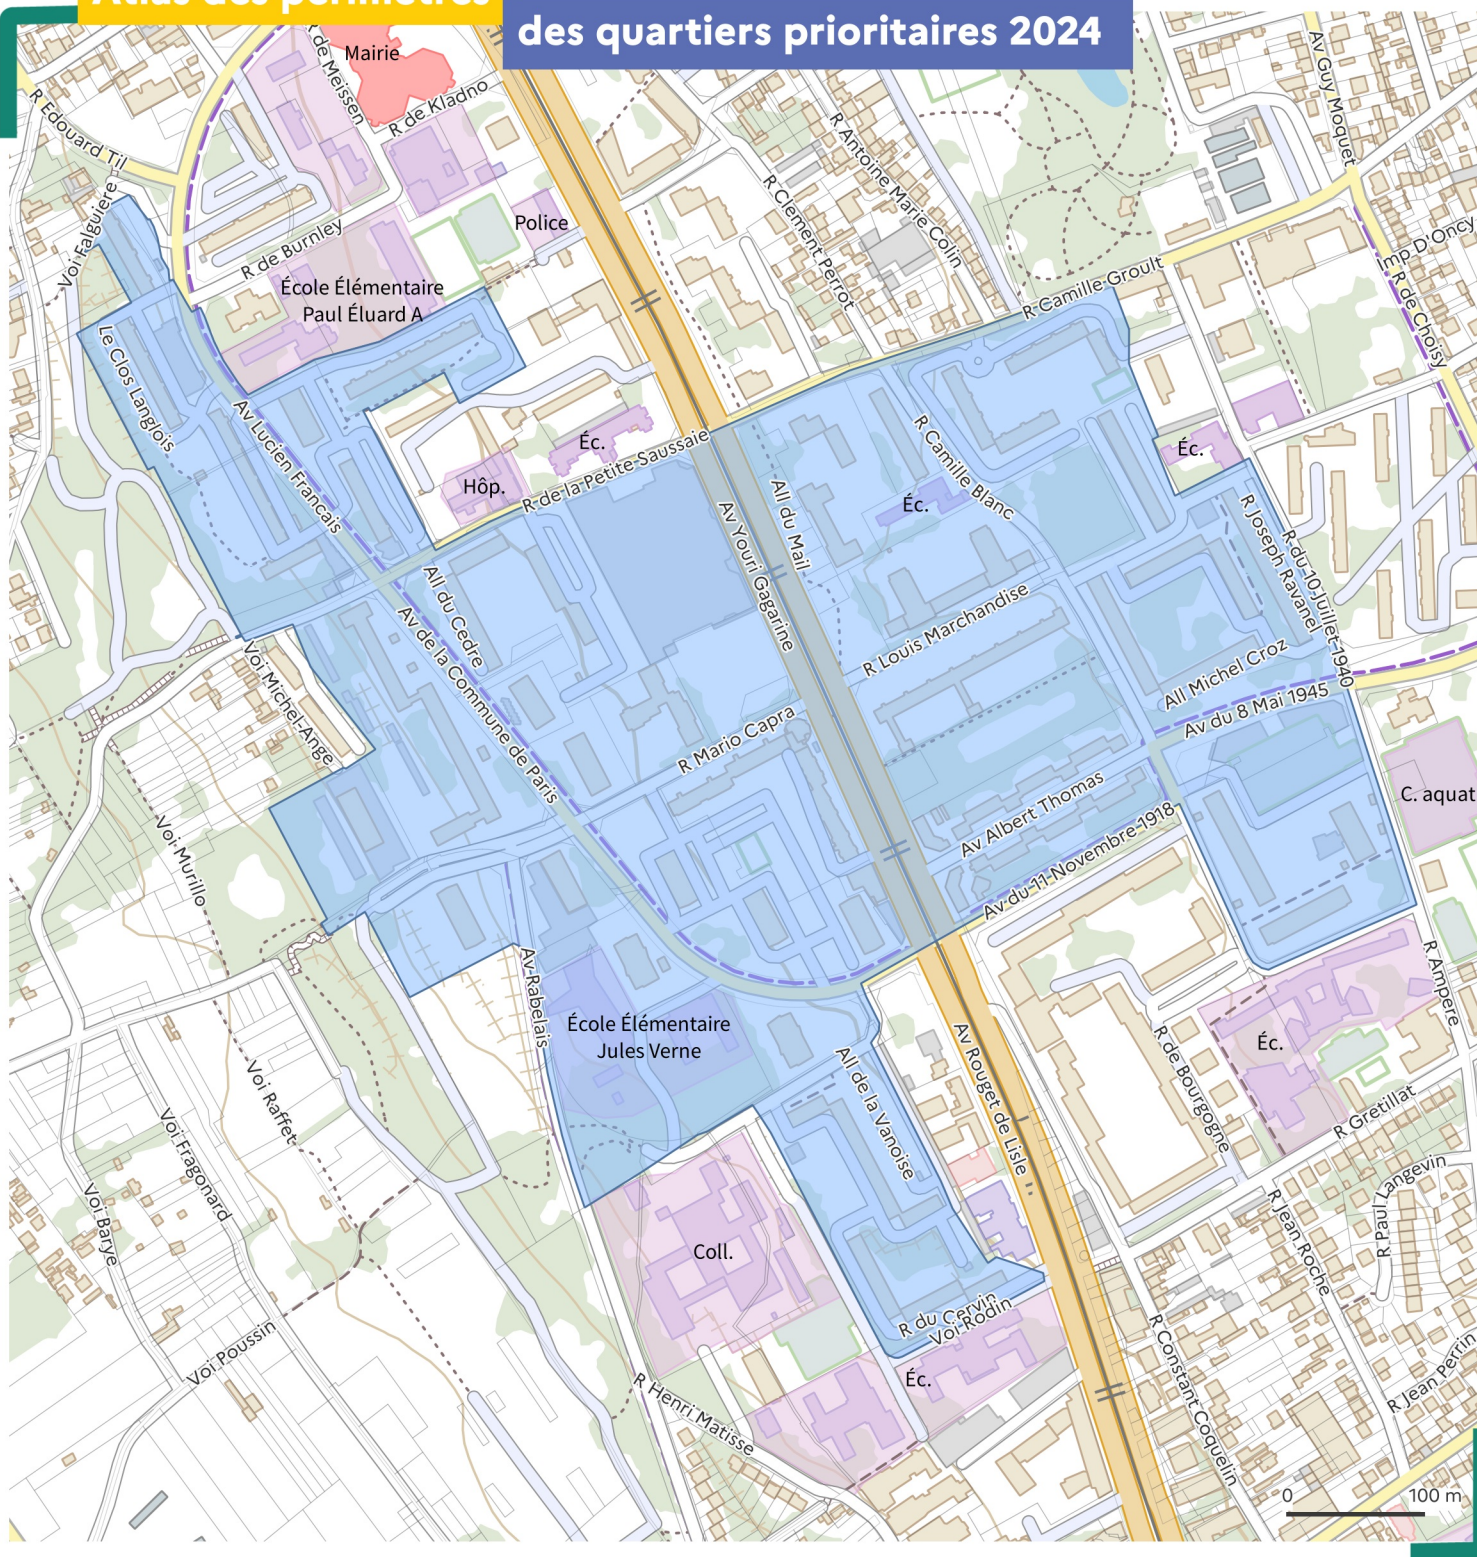 Atlas des périmètres
des quartiers prioritaires 2024
Mairie
R de Meissen
R de Kladno
R Edouard Til
Voi Falguiere
R de Burnley
Police
École Élémentaire
Paul Éluard A
R Antoine Marie Colin
R Clement Perrot
Av Guy Moquet
Imp D'Oncy
R de Choisy
R Camille Groult
Le Clos Langlois
Av Lucien Francais
Éc.
Hôp.
R de la Petite Saussaie
Av Youri Gagarine
All du Mail
Éc.
R Camille Blanc
Éc.
R Joseph Ravanel
R du 10 Juillet 1940
All du Cedre
Av de la Commune de Paris
R Louis Marchandise
All Michel Croz
Av du 8 Mai 1945
Voi Michel-Ange
R Mario Capra
Av Albert Thomas
Av du 11 Novembre 1918
C. aquat
Voi Murillo
Av Rabelais
École Élémentaire
Jules Verne
All de la Vanoise
Av Rouget de Lisle
R de Bourgogne
Éc.
R Ampere
R Gretillat
Voi Raffet
Voi Fragonard
Voi Barye
Voi Poussin
Coll.
R du Cervin
Voi Rodin
Éc.
R Henri Matisse
R Jean Roche
R Paul Langevin
R Constant Coquelin
R Jean Perrin
0 100 m